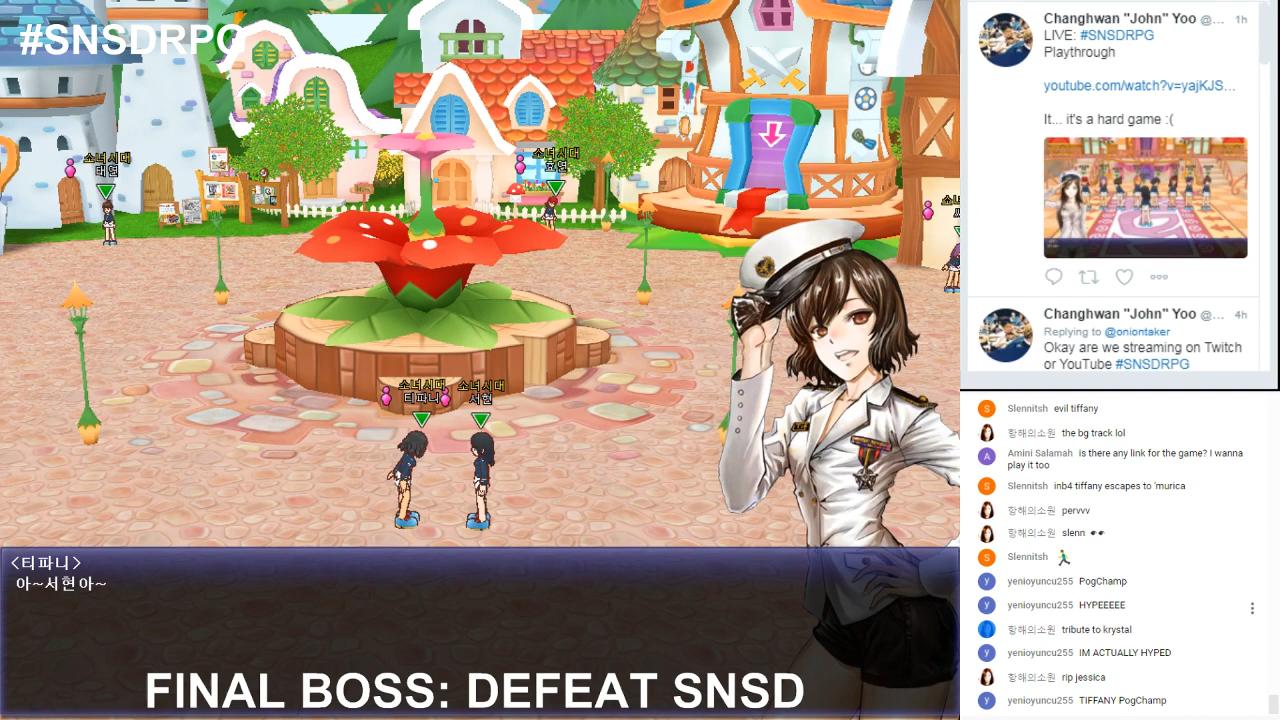 #SNSDRPG
소녀시대
태연
소녀시대
효연
소녀시대
티파니
소녀시대
서현
<티파니>
아~서현아~
FINAL BOSS: DEFEAT SNSD
Changhwan "John" Yoo @... 1h
LIVE: #SNSDRPG
Playthrough
youtube.com/watch?v=yajKJS...
It... it's a hard game :(
Changhwan "John" Yoo @... 4h
Replying to @oniontaker
Okay are we streaming on Twitch
or YouTube #SNSDRPG
S Slennitsh evil tiffany
항해의소원 the bg track lol
A Amini Salamah is there any link for the game? I wanna
play it too
S Slennitsh inb4 tiffany escapes to 'murica
항해의소원 pervvv
항해의소원 slenn
S Slennitsh
y yenioyuncu255 PogChamp
y yenioyuncu255 HYPEEEEE
항해의소원 tribute to krystal
y yenioyuncu255 IM ACTUALLY HYPED
항해의소원 rip jessica
y yenioyuncu255 TIFFANY PogChamp